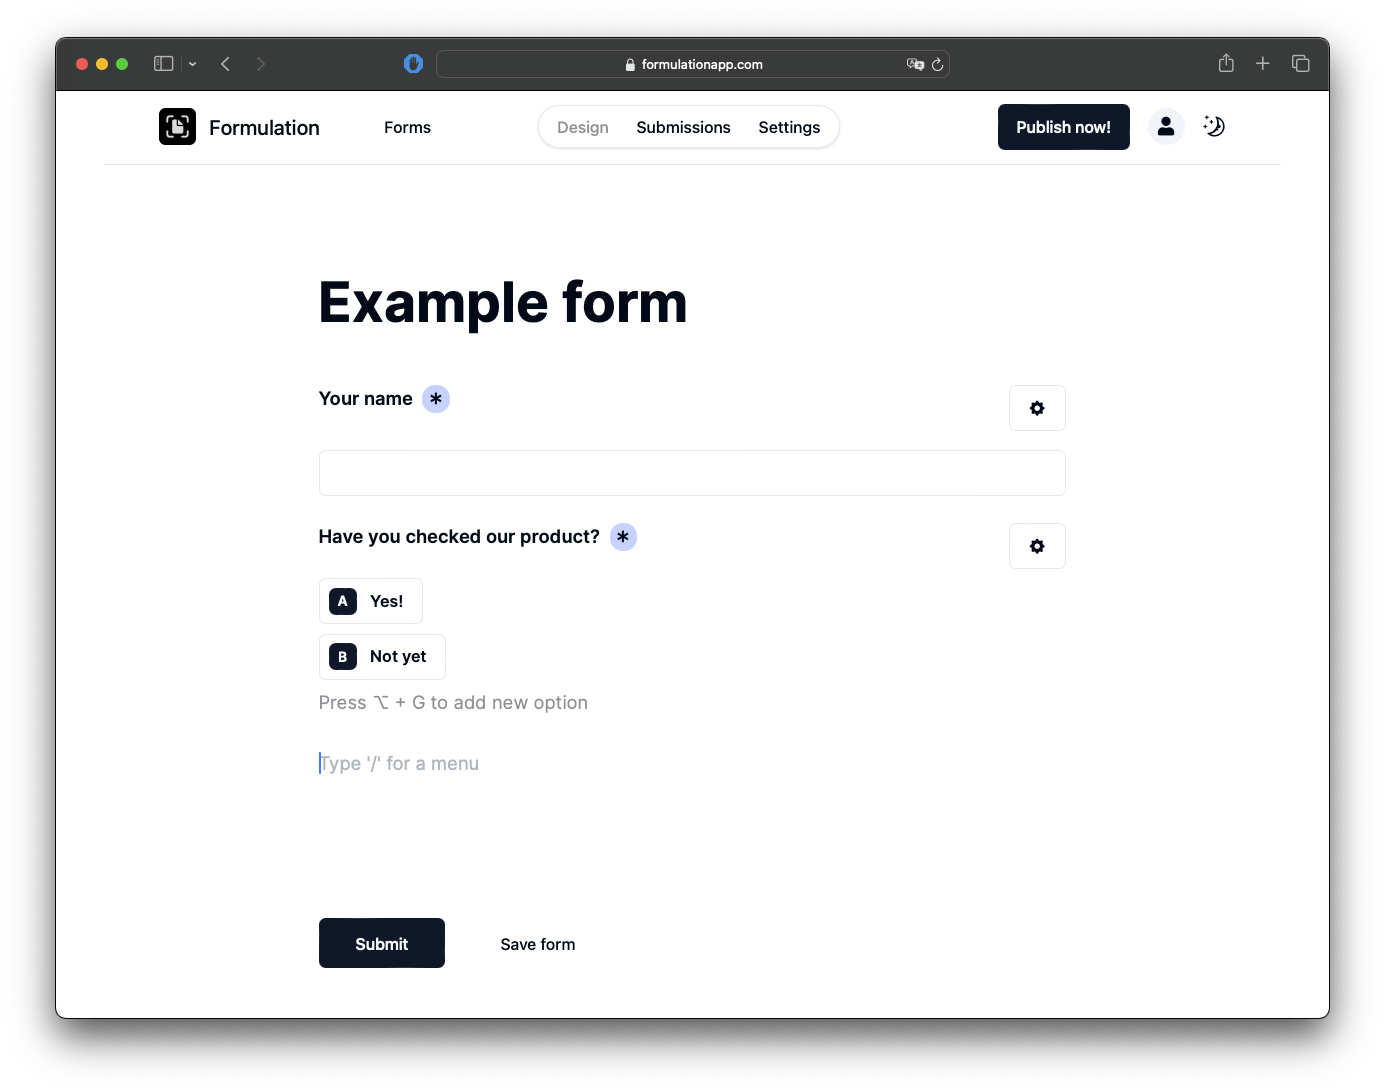 formulationapp.com
Formulation Forms Design Submissions Settings Publish now!
Example form
Your name *
Have you checked our product? *
A Yes!
B Not yet
Press ⌥ + G to add new option
Type '/' for a menu
Submit Save form